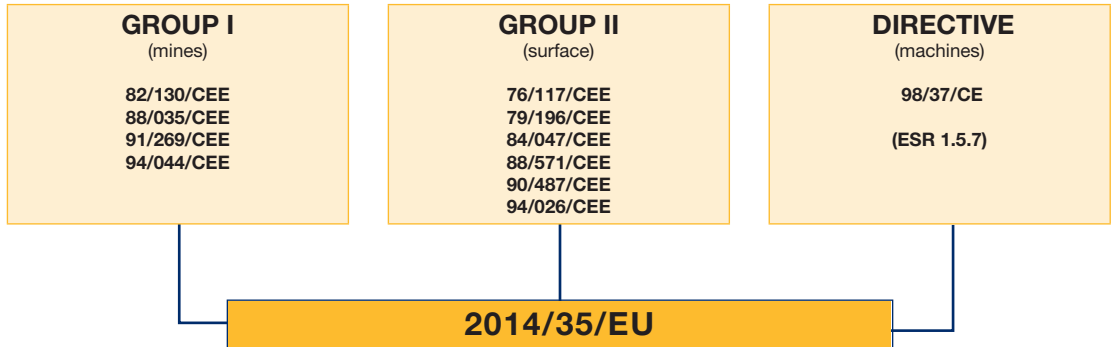 GROUP I
(mines)
82/130/CEE
88/035/CEE
91/269/CEE
94/044/CEE
GROUP II
(surface)
76/117/CEE
79/196/CEE
84/047/CEE
88/571/CEE
90/487/CEE
94/026/CEE
DIRECTIVE
(machines)
98/37/CE
(ESR 1.5.7)
2014/35/EU